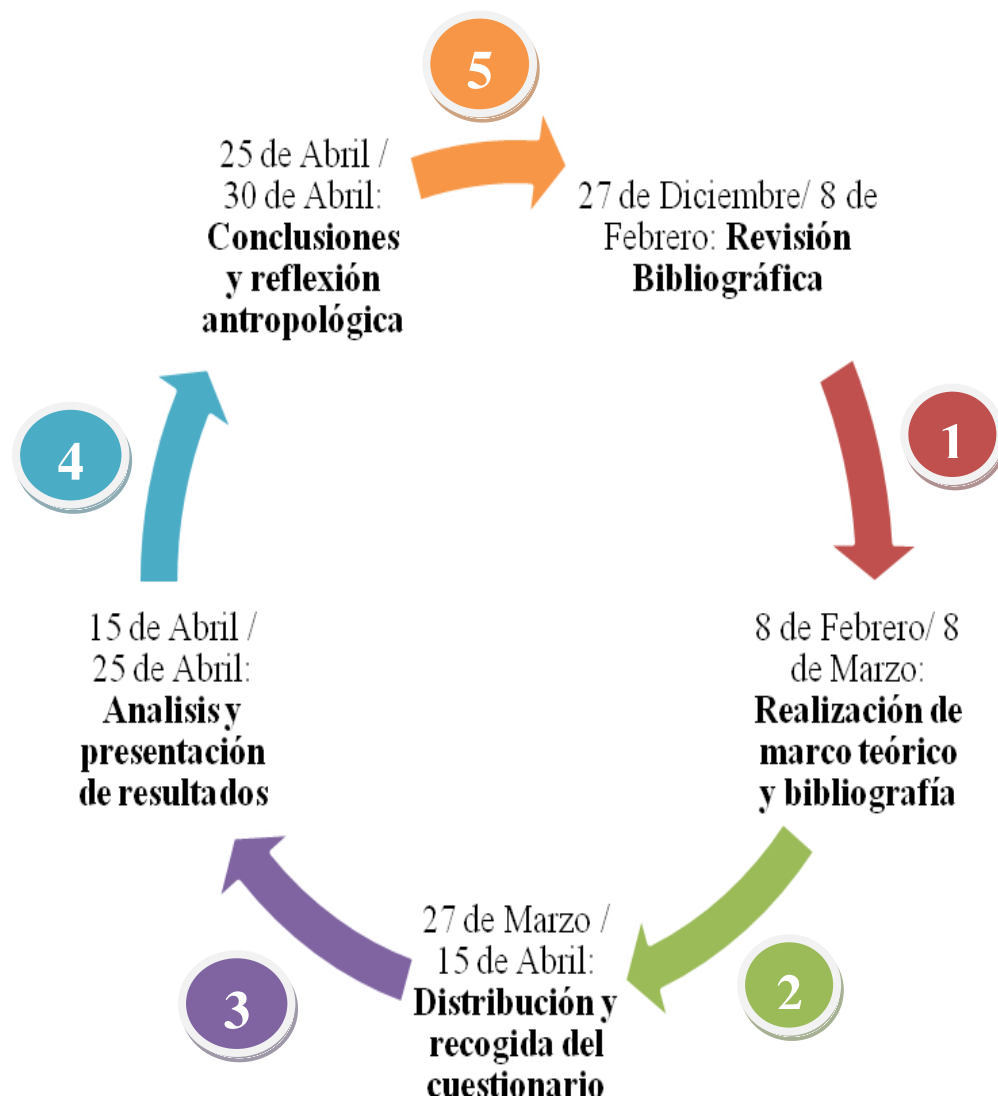 5
25 de Abril /
30 de Abril:
Conclusiones
y reflexión
antropológica
27 de Diciembre/ 8 de
Febrero: Revisión
Bibliográfica
1
4
8 de Febrero/ 8
de Marzo:
Realización de
marco teórico
y bibliografía
15 de Abril /
25 de Abril:
Analisis y
presentación
de resultados
27 de Marzo /
15 de Abril:
Distribución y
recogida del
cuestionario
2
3